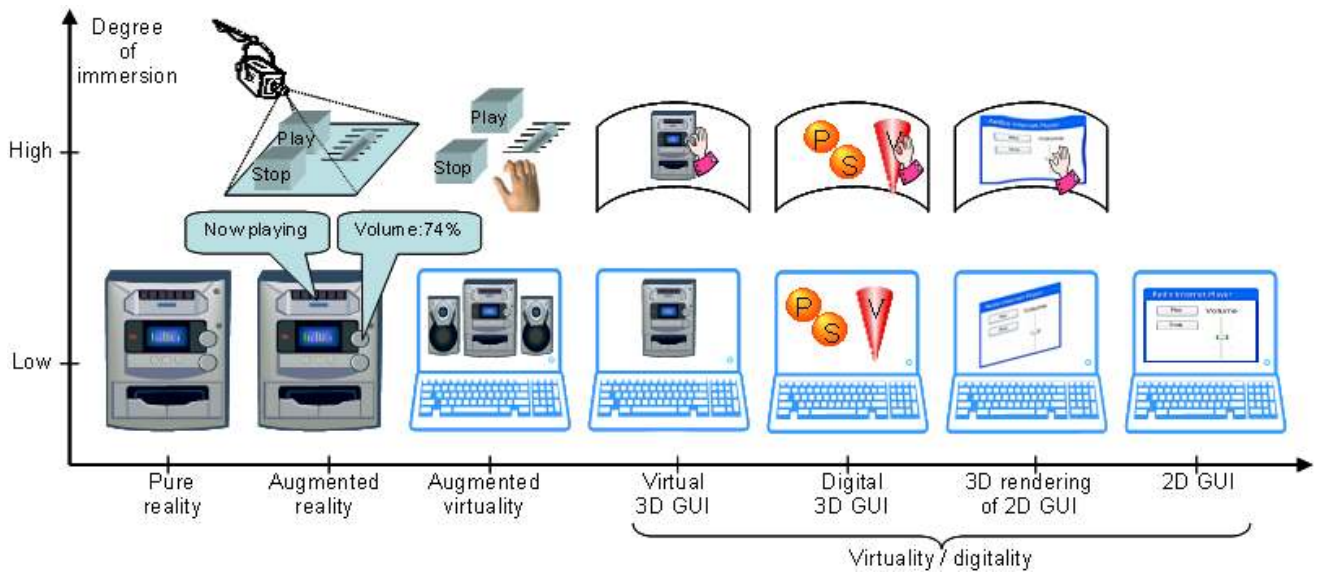 Degree
of
immersion
High
Low
Play
Stop
Play
Stop
P
S
V
Now playing
Volume:74%
P
S
V
Volume
Pure
reality
Augmented
reality
Augmented
virtuality
Virtual
3D GUI
Digital
3D GUI
3D rendering
of 2D GUI
2D GUI
Virtuality / digitality